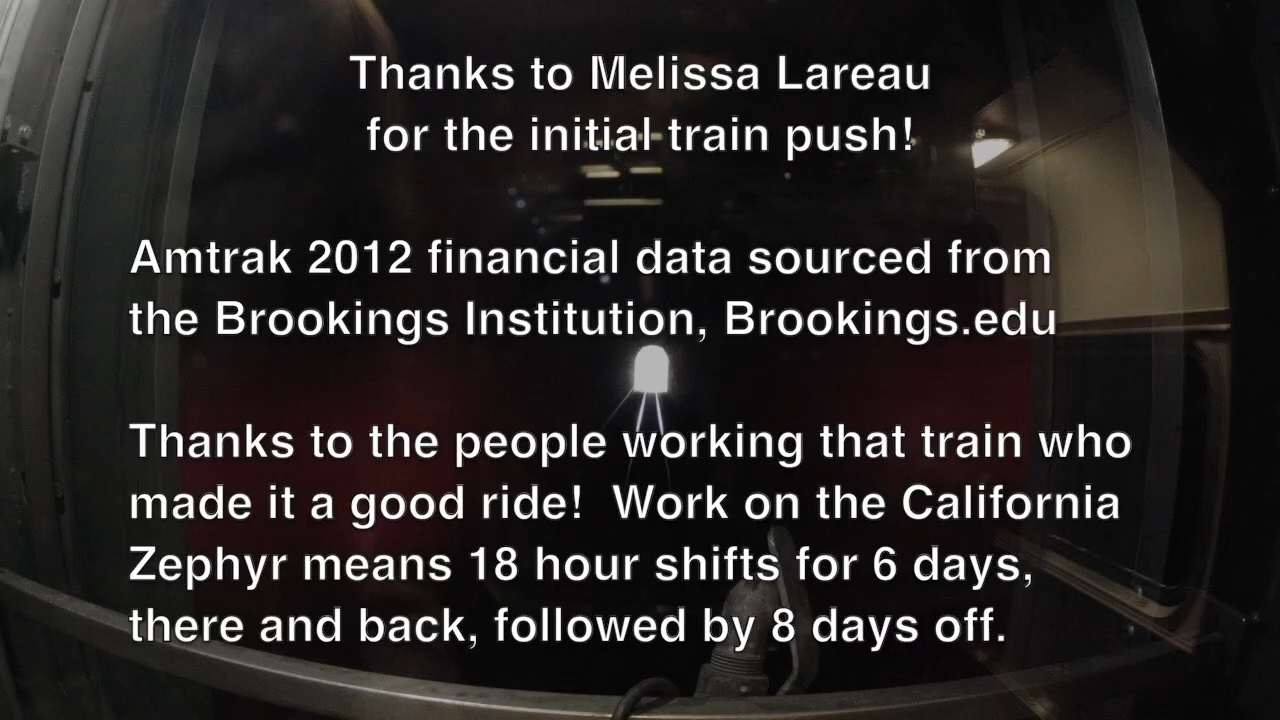 Thanks to Melissa Lareau
for the initial train push!
Amtrak 2012 financial data sourced from
the Brookings Institution, Brookings.edu
Thanks to the people working that train who
made it a good ride!  Work on the California
Zephyr means 18 hour shifts for 6 days,
there and back, followed by 8 days off.